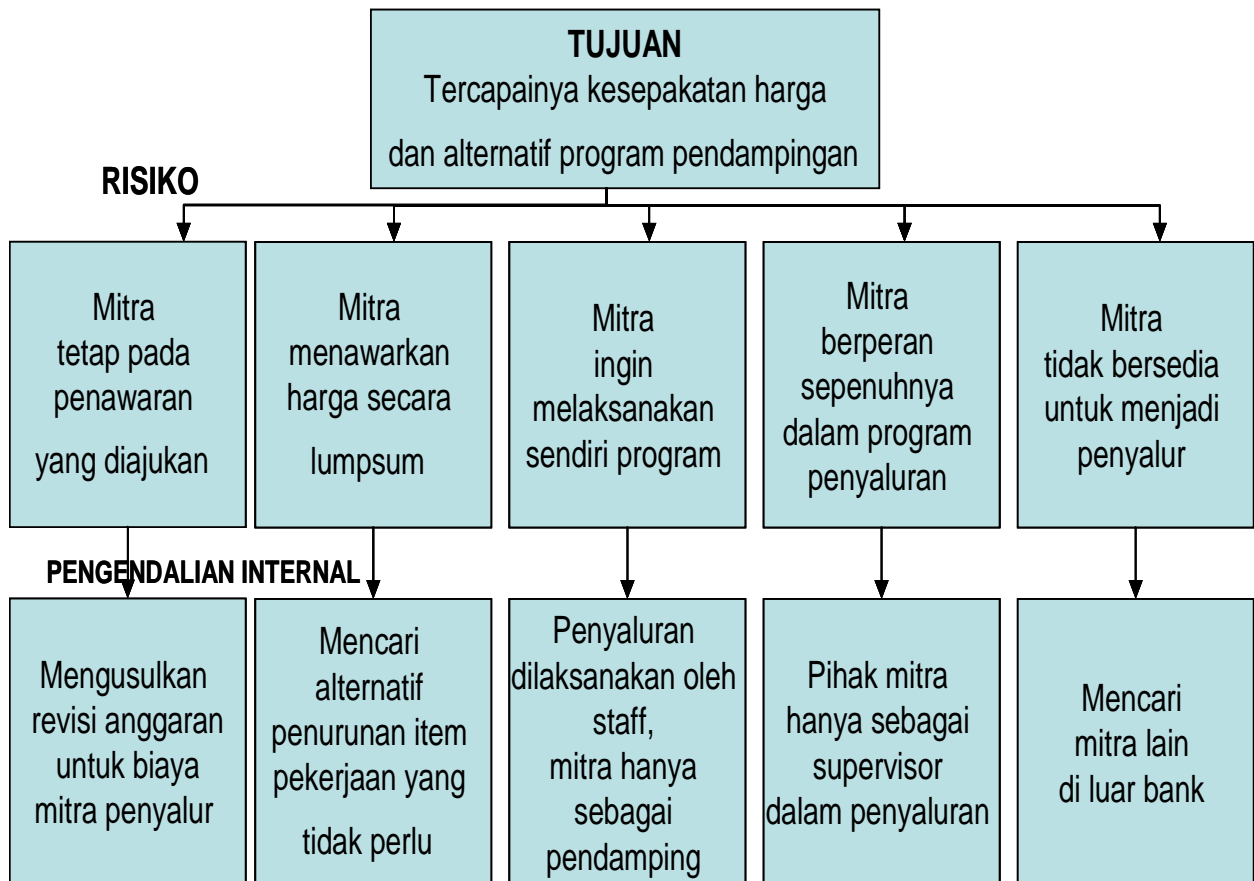 TUJUAN
Tercapainya kesepakatan harga
dan alternatif program pendampingan
RISIKO
Mitra
tetap pada
penawaran
yang diajukan
Mitra
menawarkan
harga secara
lumpsum
Mitra
ingin
melaksanakan
sendiri program
Mitra
berperan
sepenuhnya
dalam program
penyaluran
Mitra
tidak bersedia
untuk menjadi
penyalur
PENGENDALIAN INTERNAL
Mengusulkan
revisi anggaran
untuk biaya
mitra penyalur
Mencari
alternatif
penurunan item
pekerjaan yang
tidak perlu
Penyaluran
dilaksanakan oleh
staff,
mitra hanya
sebagai
pendamping
Pihak mitra
hanya sebagai
supervisor
dalam penyaluran
Mencari
mitra lain
di luar bank